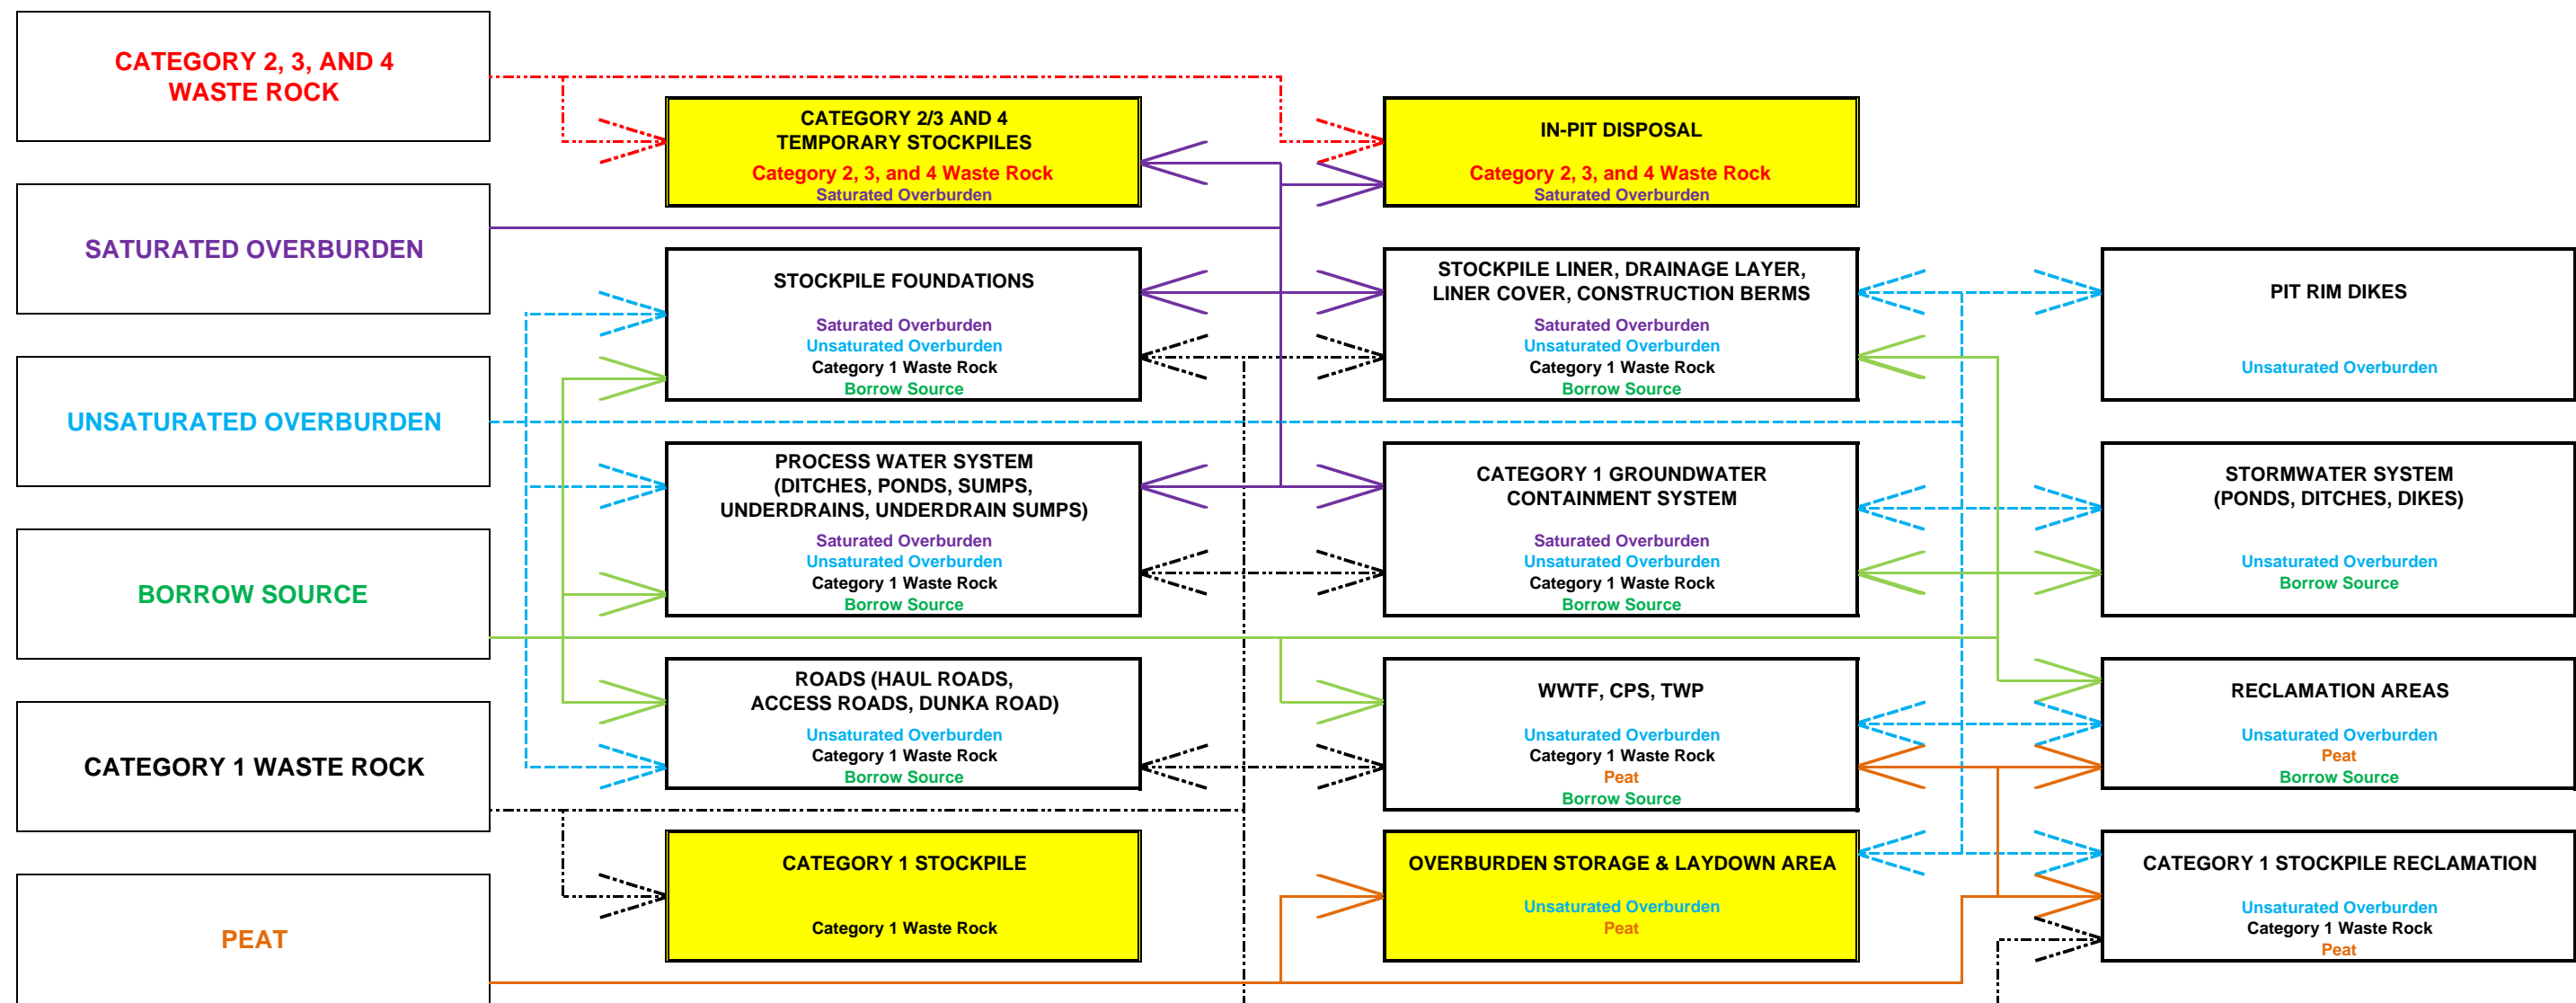 CATEGORY 2, 3, AND 4
WASTE ROCK
SATURATED OVERBURDEN
UNSATURATED OVERBURDEN
BORROW SOURCE
CATEGORY 1 WASTE ROCK
PEAT
CATEGORY 2/3 AND 4
TEMPORARY STOCKPILES
Category 2, 3, and 4 Waste Rock
Saturated Overburden
STOCKPILE FOUNDATIONS
Saturated Overburden
Unsaturated Overburden
Category 1 Waste Rock
Borrow Source
PROCESS WATER SYSTEM
(DITCHES, PONDS, SUMPS,
UNDERDRAINS, UNDERDRAIN SUMPS)
Saturated Overburden
Unsaturated Overburden
Category 1 Waste Rock
Borrow Source
ROADS (HAUL ROADS,
ACCESS ROADS, DUNKA ROAD)
Unsaturated Overburden
Category 1 Waste Rock
Borrow Source
CATEGORY 1 STOCKPILE
Category 1 Waste Rock
IN-PIT DISPOSAL
Category 2, 3, and 4 Waste Rock
Saturated Overburden
STOCKPILE LINER, DRAINAGE LAYER,
LINER COVER, CONSTRUCTION BERMS
Saturated Overburden
Unsaturated Overburden
Category 1 Waste Rock
Borrow Source
CATEGORY 1 GROUNDWATER
CONTAINMENT SYSTEM
Saturated Overburden
Unsaturated Overburden
Category 1 Waste Rock
Borrow Source
WWTF, CPS, TWP
Unsaturated Overburden
Category 1 Waste Rock
Peat
Borrow Source
OVERBURDEN STORAGE & LAYDOWN AREA
Unsaturated Overburden
Peat
PIT RIM DIKES
Unsaturated Overburden
STORMWATER SYSTEM
(PONDS, DITCHES, DIKES)
Unsaturated Overburden
Borrow Source
RECLAMATION AREAS
Unsaturated Overburden
Peat
Borrow Source
CATEGORY 1 STOCKPILE RECLAMATION
Unsaturated Overburden
Category 1 Waste Rock
Peat